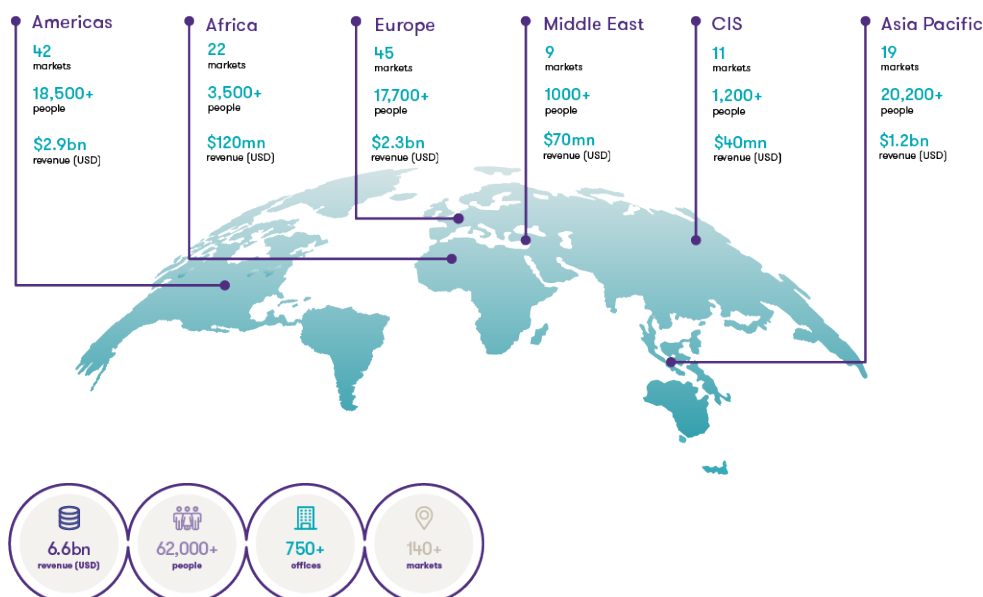 Americas
42
markets
18,500+
people
$2.9bn
revenue (USD)
Africa
22
markets
3,500+
people
$120mn
revenue (USD)
Europe
45
markets
17,700+
people
$2.3bn
revenue (USD)
Middle East
9
markets
1000+
people
$70mn
revenue (USD)
CIS
11
markets
1,200+
people
$40mn
revenue (USD)
Asia Pacific
19
markets
20,200+
people
$1.2bn
revenue (USD)
6.6bn
revenue (USD)
62,000+
people
750+
offices
140+
markets